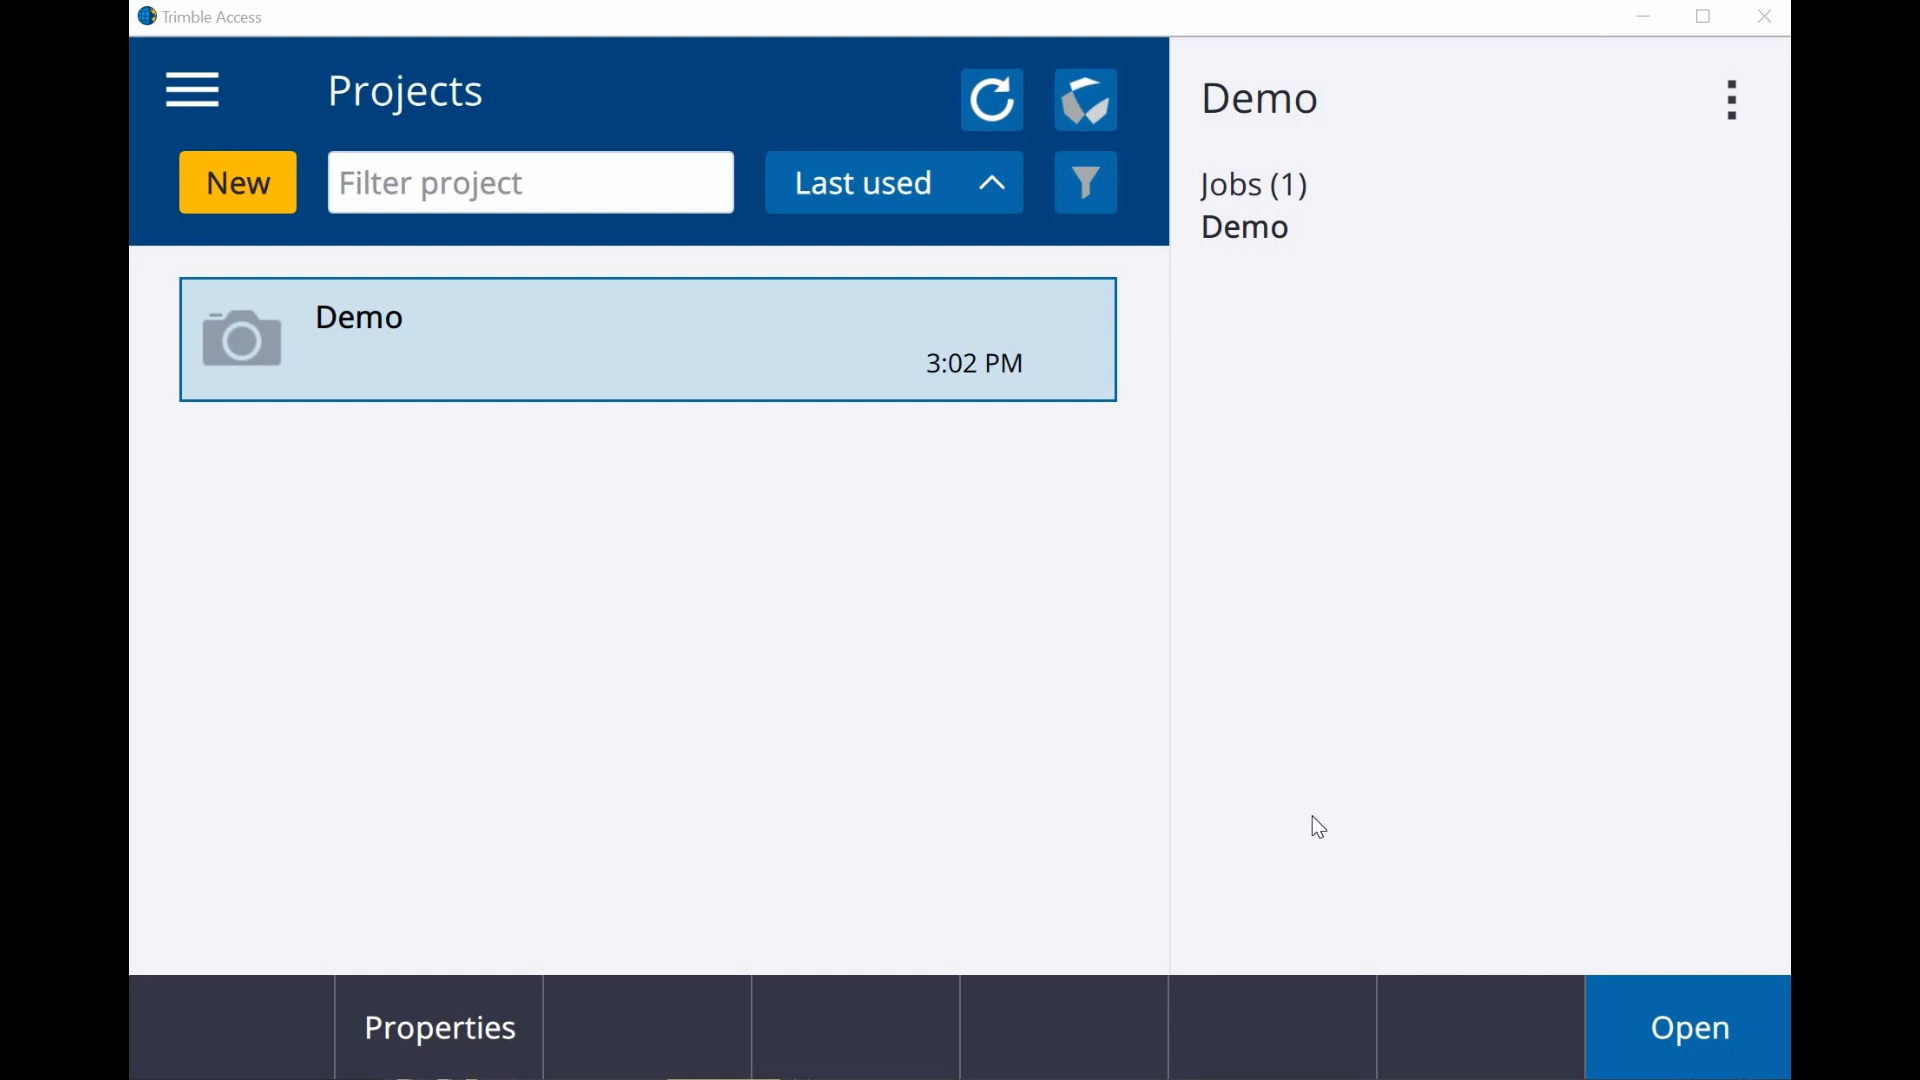 Trimble Access
Projects
New
Filter project
Last used
Demo
3:02 PM
Demo
Jobs (1)
Demo
Properties
Open